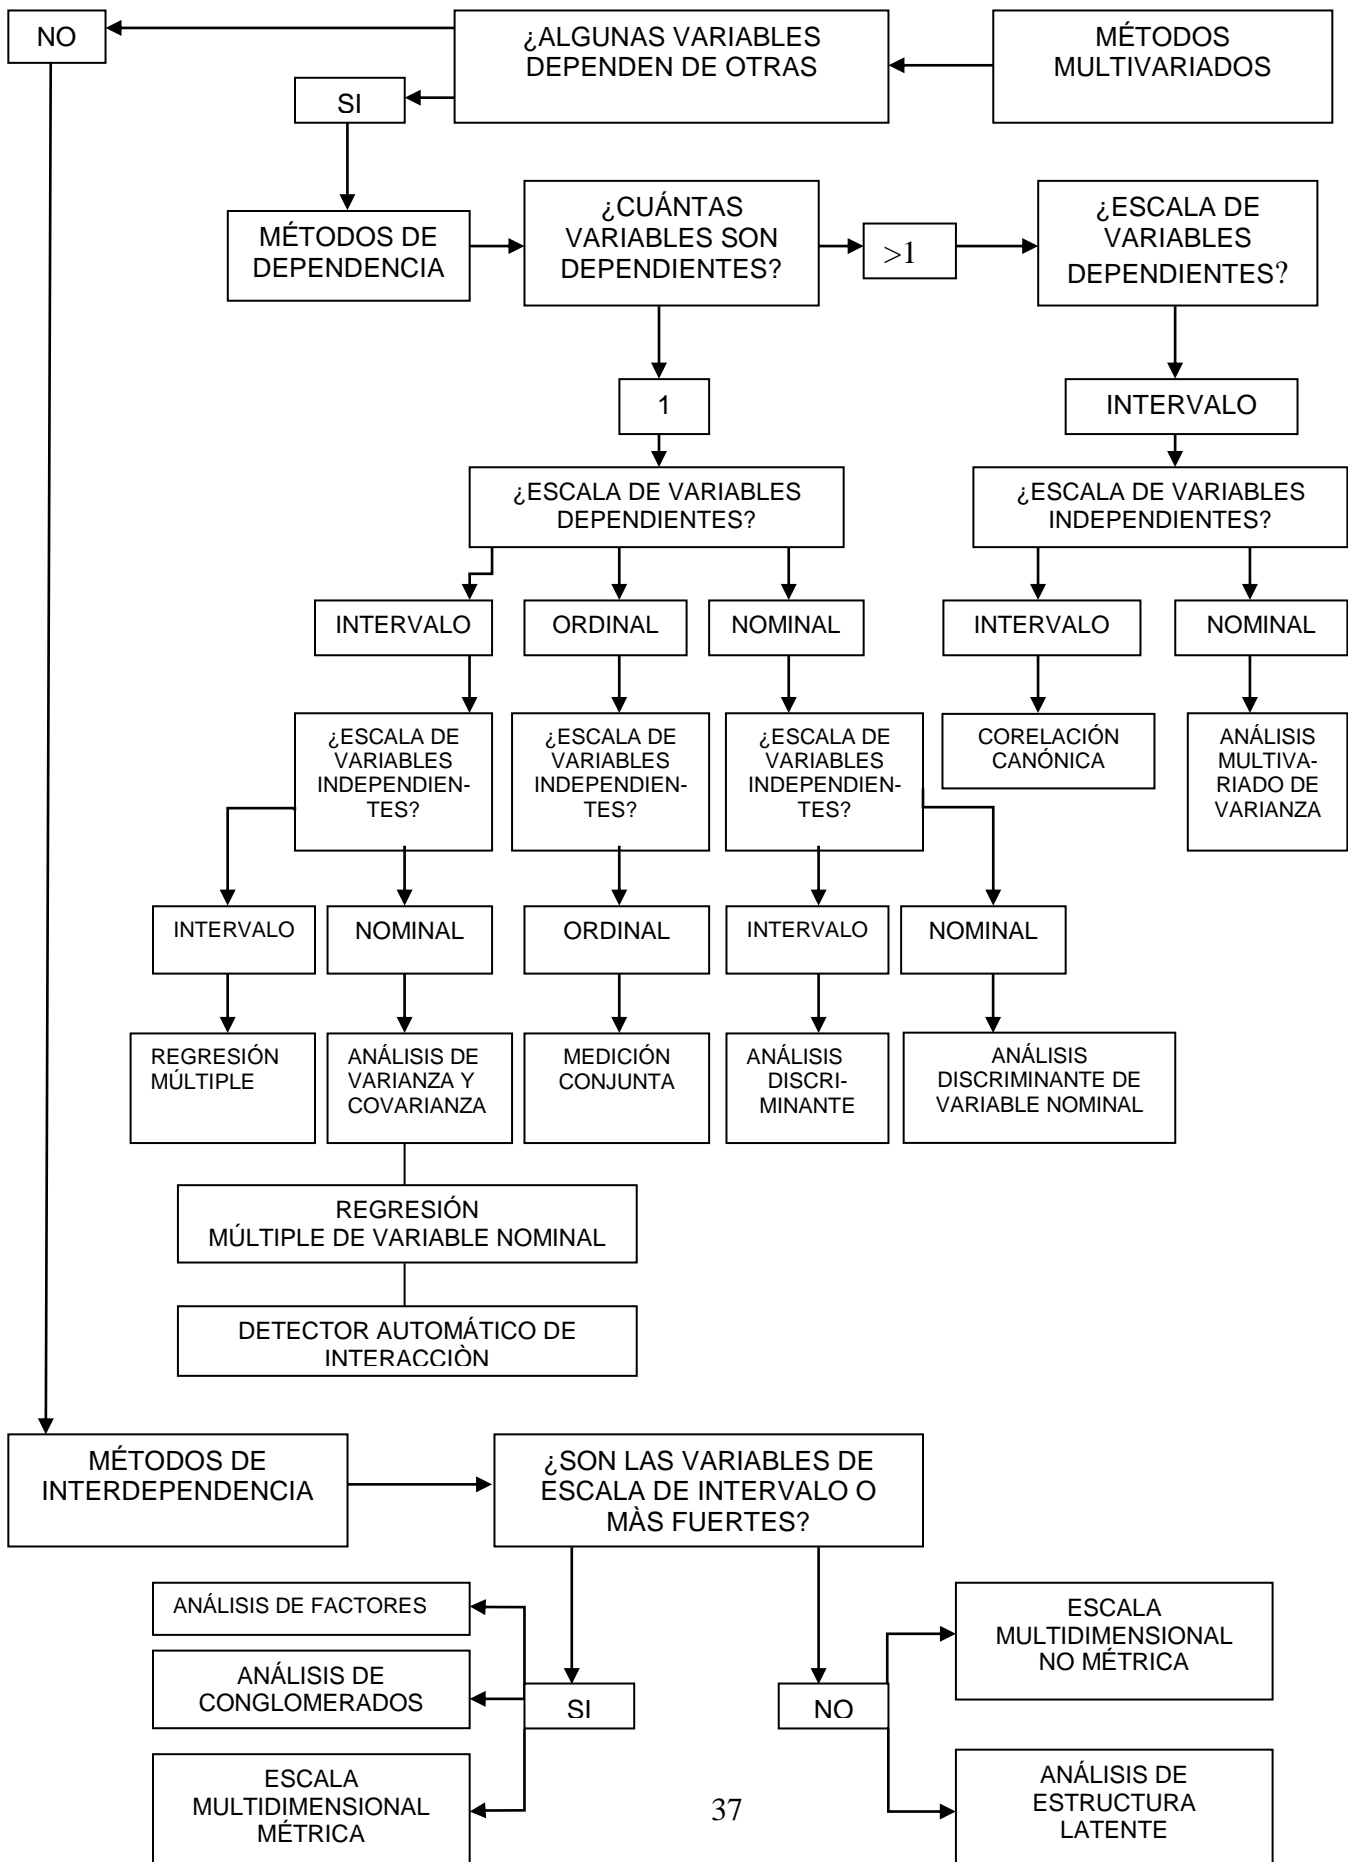 NO
¿ALGUNAS VARIABLES
DEPENDEN DE OTRAS
MÉTODOS
MULTIVARIADOS
SI
MÉTODOS DE
DEPENDENCIA
¿CUÁNTAS
VARIABLES SON
DEPENDIENTES?
>1
¿ESCALA DE
VARIABLES
DEPENDIENTES?
1
INTERVALO
¿ESCALA DE VARIABLES
DEPENDIENTES?
¿ESCALA DE VARIABLES
INDEPENDIENTES?
INTERVALO
ORDINAL
NOMINAL
INTERVALO
NOMINAL
¿ESCALA DE
VARIABLES
INDEPENDIEN-
TES?
¿ESCALA DE
VARIABLES
INDEPENDIEN-
TES?
¿ESCALA DE
VARIABLES
INDEPENDIEN-
TES?
CORELACIÓN
CANÓNICA
ANÁLISIS
MULTIVA-
RIADO DE
VARIANZA
INTERVALO
NOMINAL
ORDINAL
INTERVALO
NOMINAL
REGRESIÓN
MÚLTIPLE
ANÁLISIS DE
VARIANZA Y
COVARIANZA
MEDICIÓN
CONJUNTA
ANÁLISIS
DISCRI-
MINANTE
ANÁLISIS
DISCRIMINANTE DE
VARIABLE NOMINAL
REGRESIÓN
MÚLTIPLE DE VARIABLE NOMINAL
DETECTOR AUTOMÁTICO DE
INTERACCIÒN
MÉTODOS DE
INTERDEPENDENCIA
¿SON LAS VARIABLES DE
ESCALA DE INTERVALO O
MÀS FUERTES?
ANÁLISIS DE FACTORES
ANÁLISIS DE
CONGLOMERADOS
ESCALA
MULTIDIMENSIONAL
MÉTRICA
SI
NO
ESCALA
MULTIDIMENSIONAL
NO MÉTRICA
ANÁLISIS DE
ESTRUCTURA
LATENTE
37